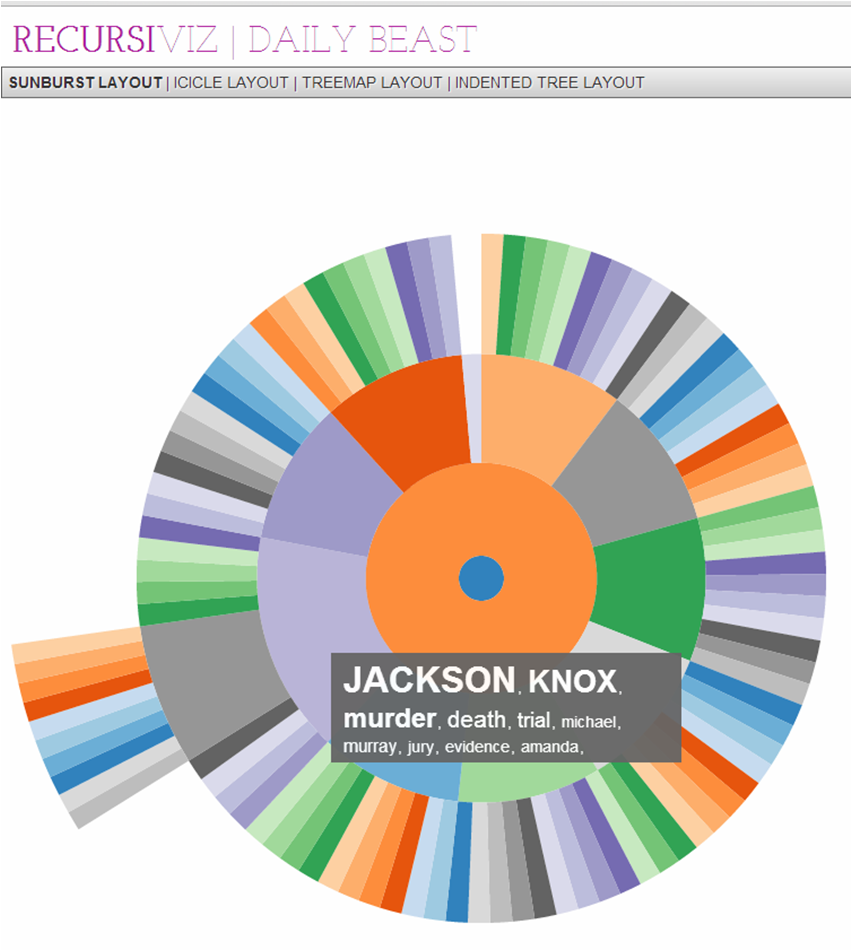 RECURSIVIZ | DAILY BEAST
SUNBURST LAYOUT | ICICLE LAYOUT | TREEMAP LAYOUT | INDENTED TREE LAYOUT
JACKSON, KNOX,
murder, death, trial, michael,
murray, jury, evidence, amanda,